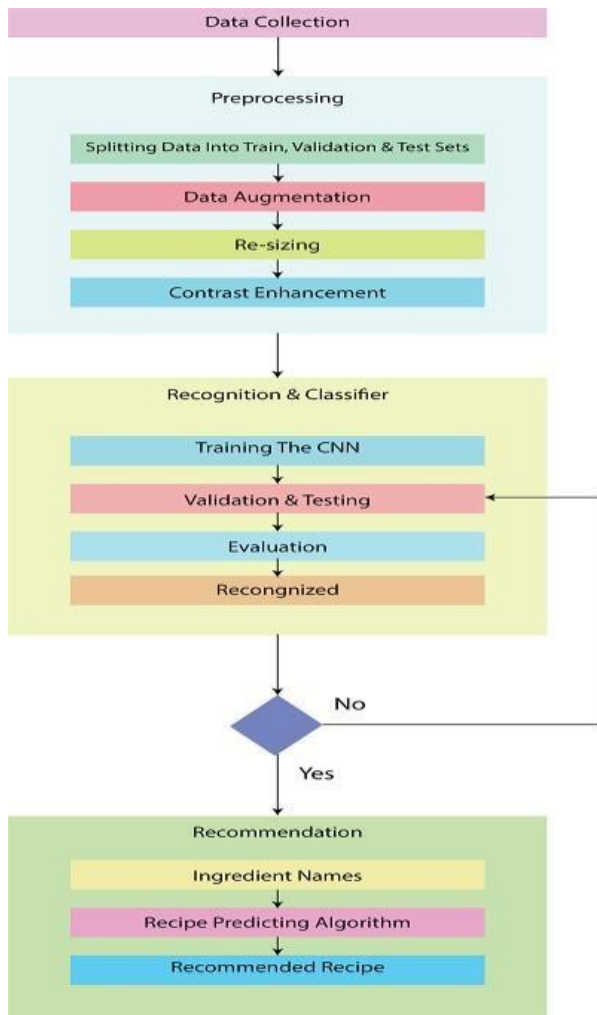 Data Collection
Preprocessing
Splitting Data Into Train, Validation & Test Sets
Data Augmentation
Re-sizing
Contrast Enhancement
Recognition & Classifier
Training The CNN
Validation & Testing
Evaluation
Recongnized
No
Yes
Recommendation
Ingredient Names
Recipe Predicting Algorithm
Recommended Recipe